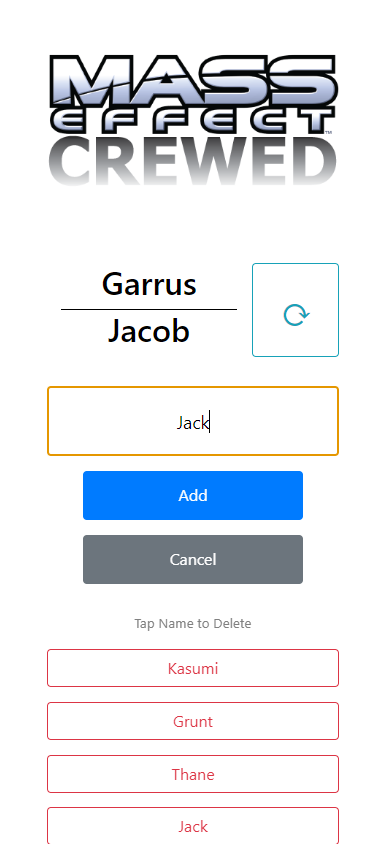 MASS
EFFECT™
CREWED
Garrus
Jacob
Jack
Add
Cancel
Tap Name to Delete
Kasumi
Grunt
Thane
Jack